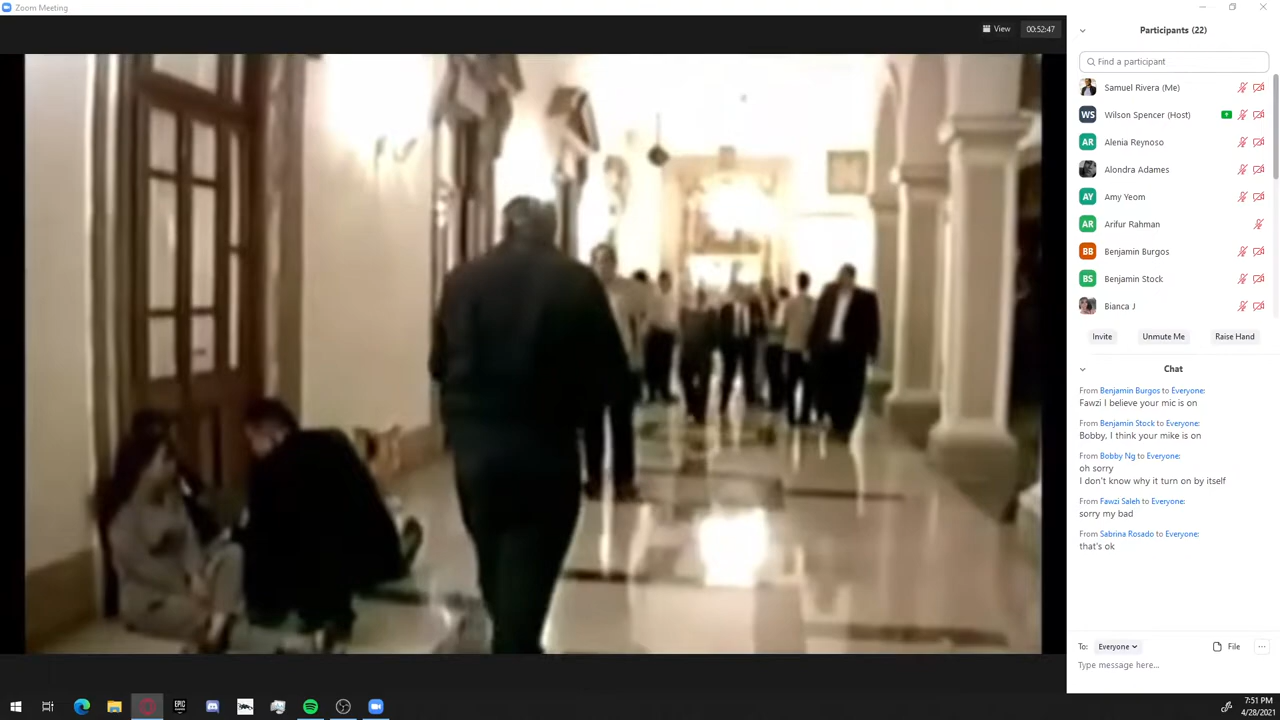 Zoom Meeting
View
00:52:47
Participants (22)
Find a participant
Samuel Rivera (Me)
WS Wilson Spencer (Host)
AR Alenia Reynoso
Alondra Adames
AY Amy Yeom
AR Arifur Rahman
BB Benjamin Burgos
BS Benjamin Stock
Bianca J
Invite Unmute Me Raise Hand
Chat
From Benjamin Burgos to Everyone:
Fawzi I believe your mic is on
From Benjamin Stock to Everyone:
Bobby, I think your mike is on
From Bobby Ng to Everyone:
oh sorry
I don't know why it turn on by itself
From Fawzi Saleh to Everyone:
sorry my bad
From Sabrina Rosado to Everyone:
that's ok
To: Everyone File
Type message here...
EPIC
7:51 PM
4/28/2021